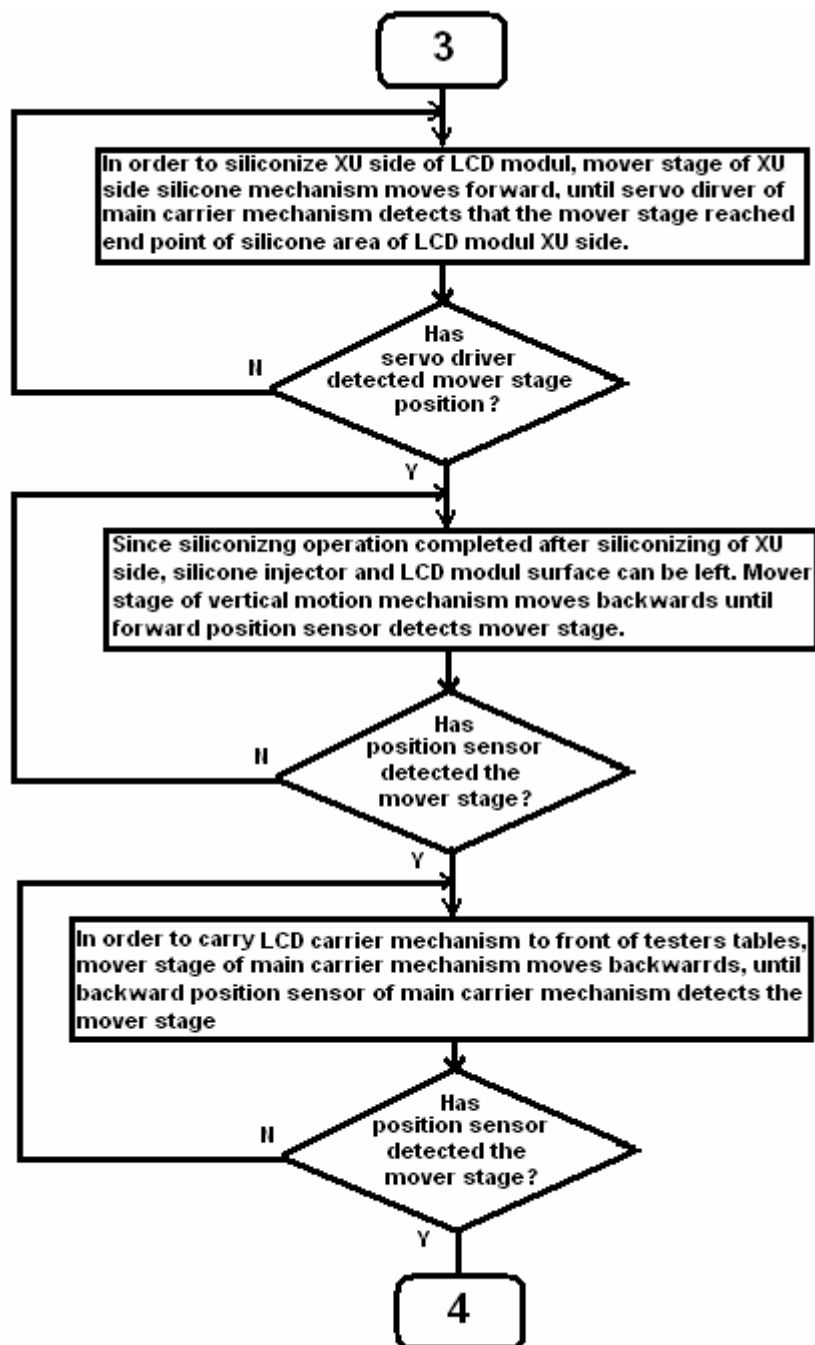 3
In order to siliconize XU side of LCD modul, mover stage of XU
side silicone mechanism moves forward, until servo dirver of
main carrier mechanism detects that the mover stage reached
end point of silicone area of LCD modul XU side.
Has
servo driver
detected mover stage
position?
N
Y
Since siliconizng operation completed after siliconizing of XU
side, silicone injector and LCD modul surface can be left. Mover
stage of vertical motion mechanism moves backwards until
forward position sensor detects mover stage.
Has
position sensor
detected the
mover stage?
N
Y
In order to carry LCD carrier mechanism to front of testers tables,
mover stage of main carrier mechanism moves backwarrds, until
backward position sensor of main carrier mechanism detects the
mover stage
Has
position sensor
detected the
mover stage?
N
Y
4